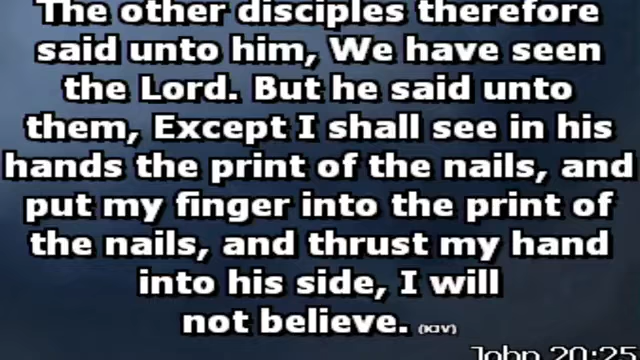 The other disciples therefore
said unto him, We have seen
the Lord. But he said unto
them, Except I shall see in his
hands the print of the nails, and
put my finger into the print of
the nails, and thrust my hand
into his side, I will
not believe. (KJV)
John 20:25